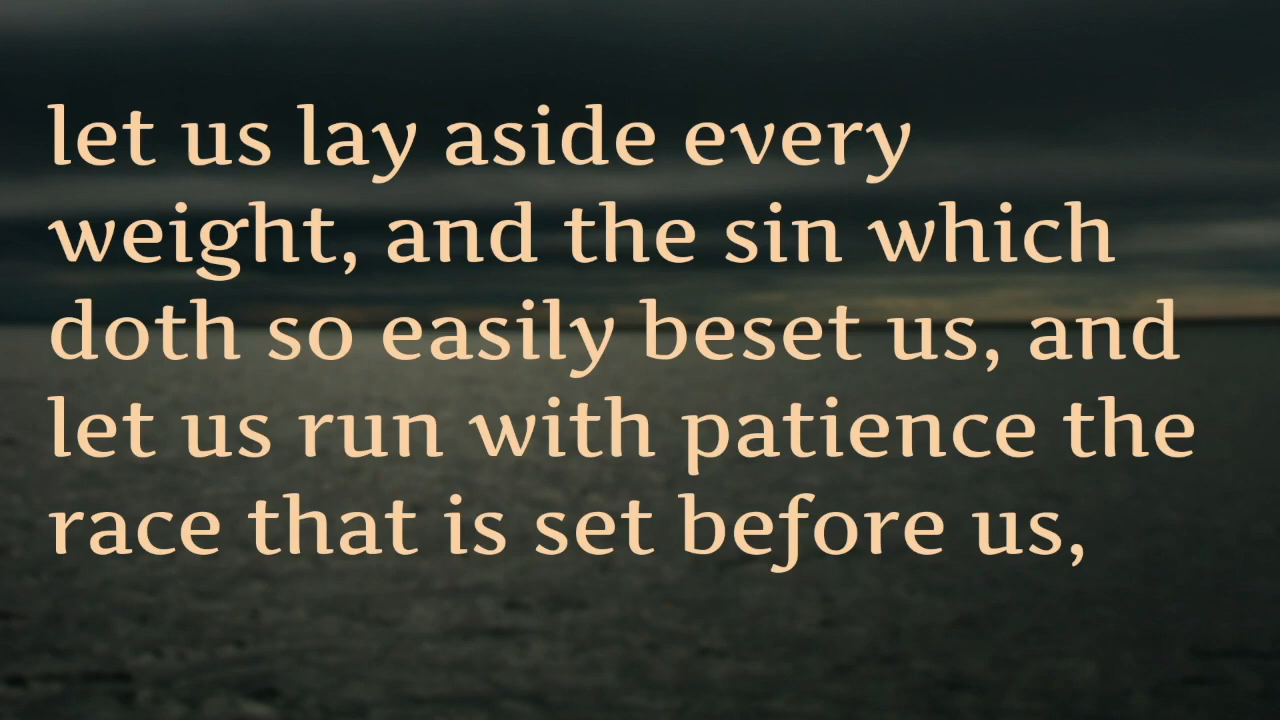 let us lay aside every
weight, and the sin which
doth so easily beset us, and
let us run with patience the
race that is set before us,